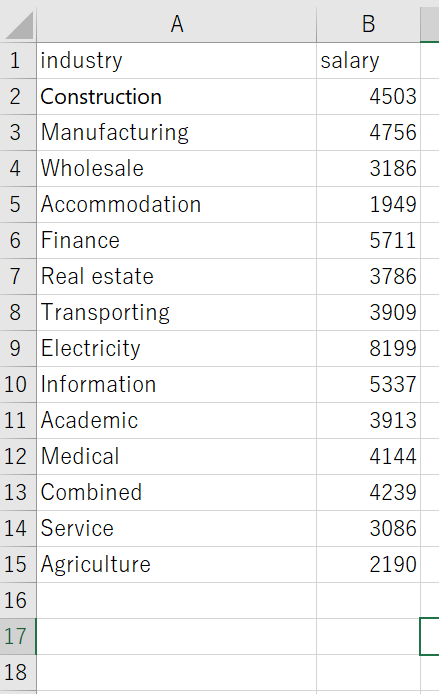 A B
1 industry salary
2 Construction 4503
3 Manufacturing 4756
4 Wholesale 3186
5 Accommodation 1949
6 Finance 5711
7 Real estate 3786
8 Transporting 3909
9 Electricity 8199
10 Information 5337
11 Academic 3913
12 Medical 4144
13 Combined 4239
14 Service 3086
15 Agriculture 2190
16
17
18